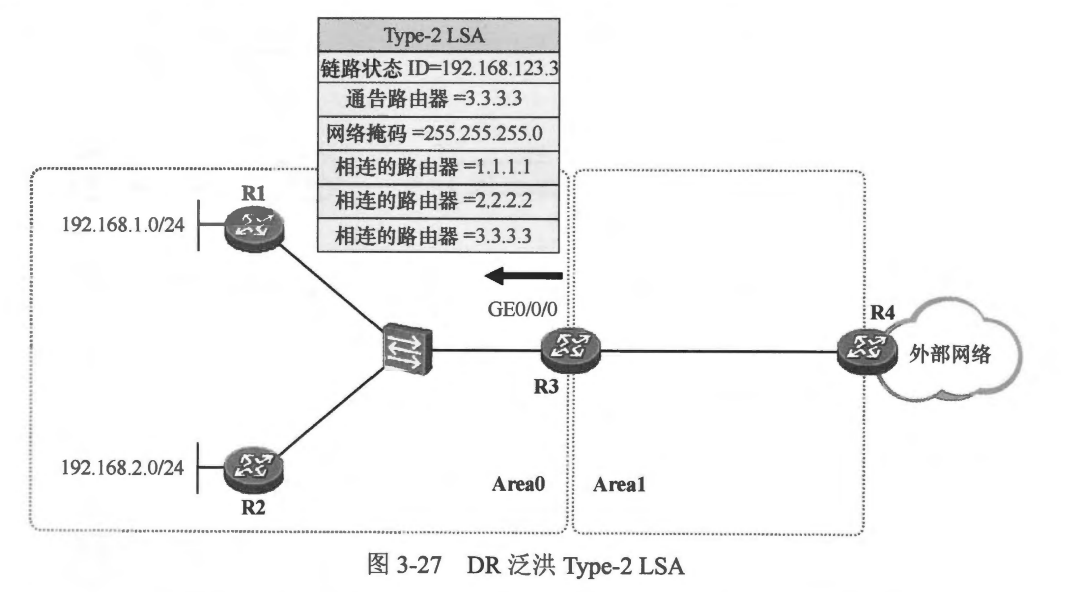 Type-2 LSA
链路状态 ID=192.168.123.3
通告路由器 =3.3.3.3
网络掩码 =255.255.255.0
相连的路由器 =1.1.1.1
相连的路由器 =2.2.2.2
相连的路由器 =3.3.3.3
R1
192.168.1.0/24
GE0/0/0
R4
外部网络
R3
192.168.2.0/24
R2
Area0
Area1
图 3-27 DR 泛洪 Type-2 LSA